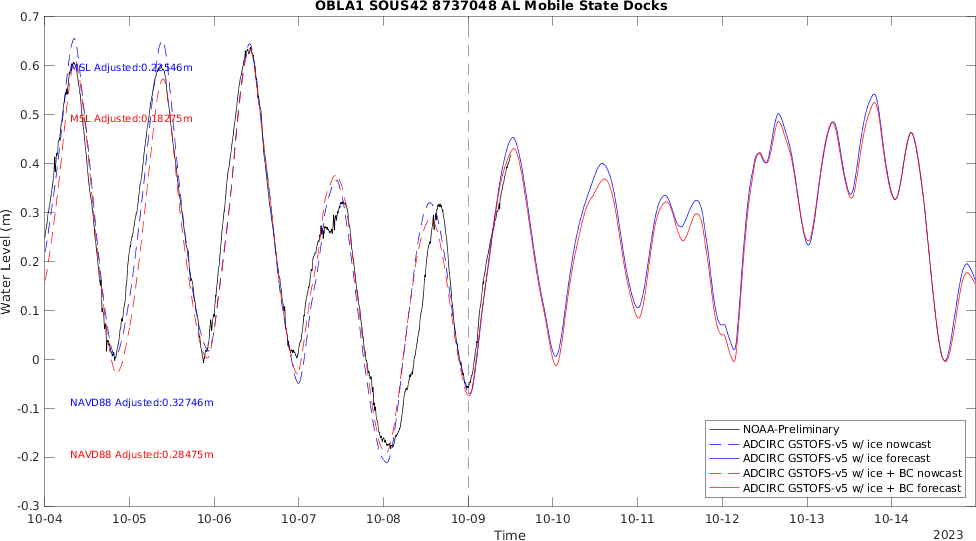 OBLA1 SOUS42 8737048 AL Mobile State Docks
0.7
0.6
0.5
0.4
0.3
0.2
0.1
0
-0.1
-0.2
-0.3
Water Level (m)
MSL Adjusted:0.22546m
MSL Adjusted:0.18275m
NAVD88 Adjusted:0.32746m
NAVD88 Adjusted:0.28475m
NOAA-Preliminary
ADCIRC GSTOFS-v5 w/ ice nowcast
ADCIRC GSTOFS-v5 w/ ice forecast
ADCIRC GSTOFS-v5 w/ ice + BC nowcast
ADCIRC GSTOFS-v5 w/ ice + BC forecast
10-04 10-05 10-06 10-07 10-08 10-09 10-10 10-11 10-12 10-13 10-14
Time
2023